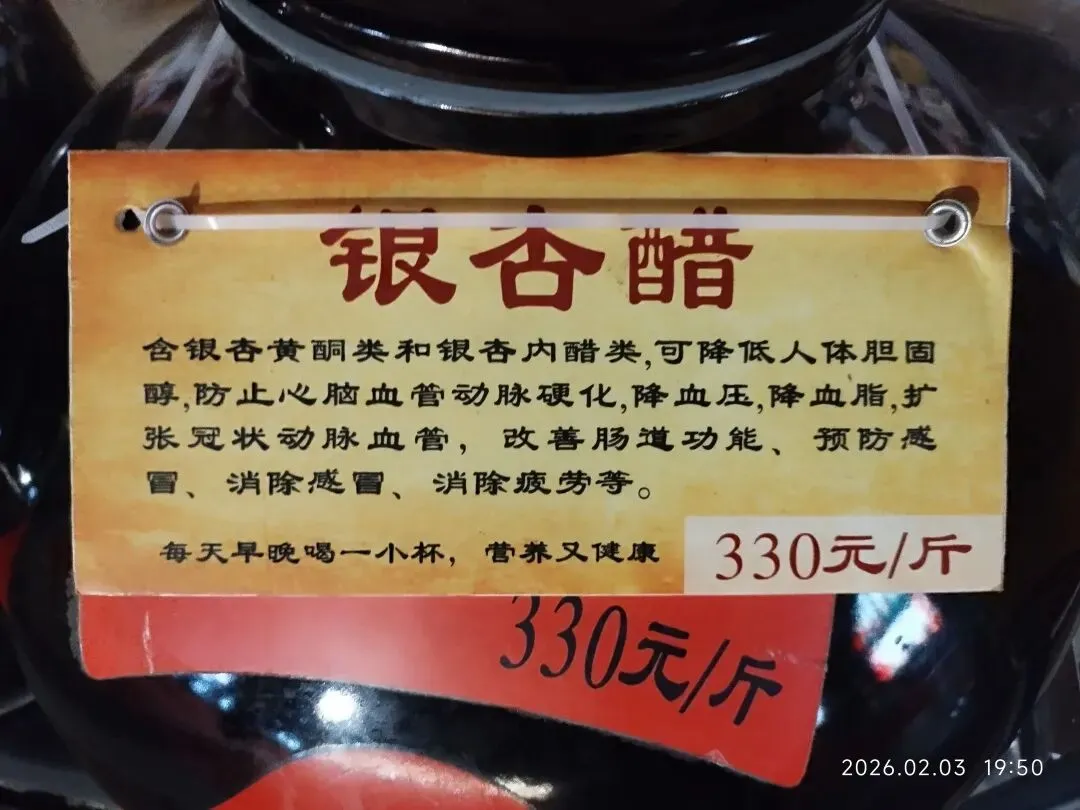 银杏醋
含银杏黄酮类和银杏内醋类,可降低人体胆固
醇,防止心脑血管动脉硬化,降血压,降血脂,扩
张冠状动脉血管，改善肠道功能、预防感
冒、消除感冒、消除疲劳等。
每天早晚喝一小杯，营养又健康
330元/斤
330元/斤
2026.02.03 19:50